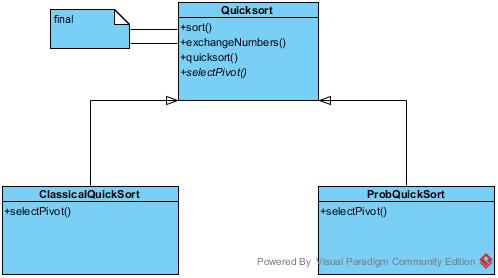 final
Quicksort
+sort()
+exchangeNumbers()
+quicksort()
+selectPivot()
ClassicalQuickSort
+selectPivot()
ProbQuickSort
+selectPivot()
Powered By Visual Paradigm Community Edition